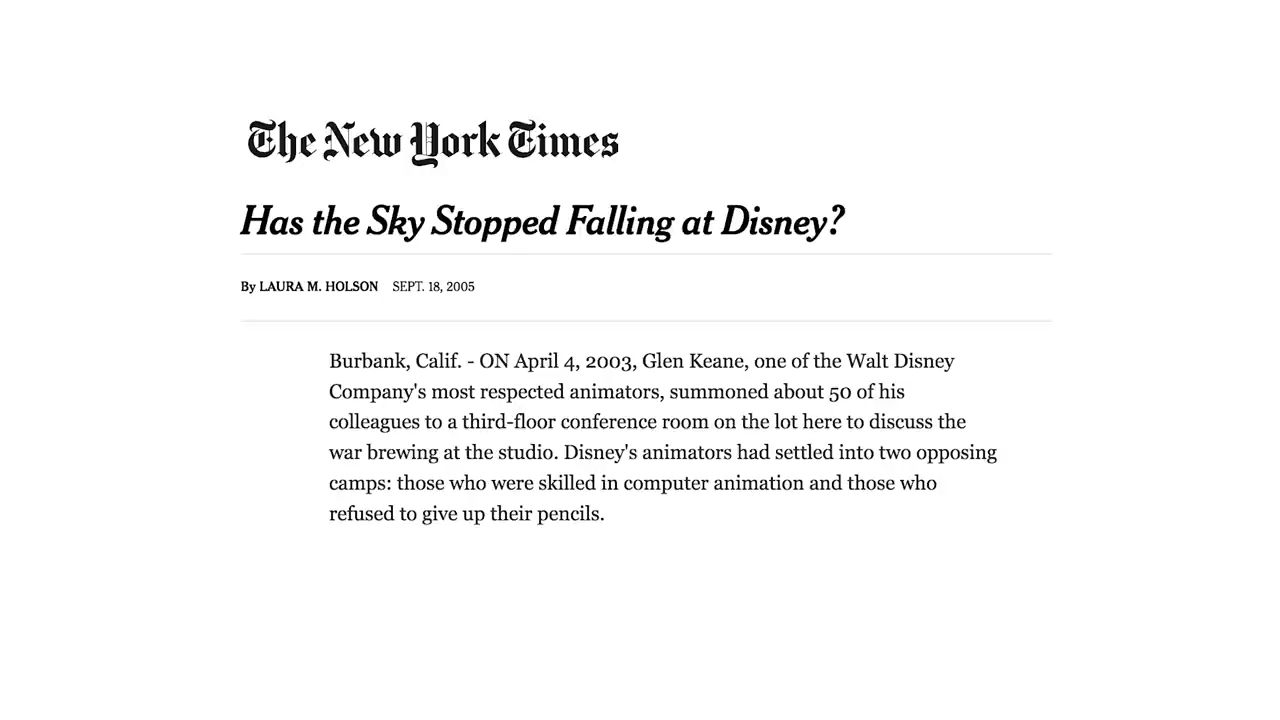 The New York Times
Has the Sky Stopped Falling at Disney?
By LAURA M. HOLSON SEPT. 18, 2005
Burbank, Calif. - ON April 4, 2003, Glen Keane, one of the Walt Disney
Company's most respected animators, summoned about 50 of his
colleagues to a third-floor conference room on the lot here to discuss the
war brewing at the studio. Disney's animators had settled into two opposing
camps: those who were skilled in computer animation and those who
refused to give up their pencils.